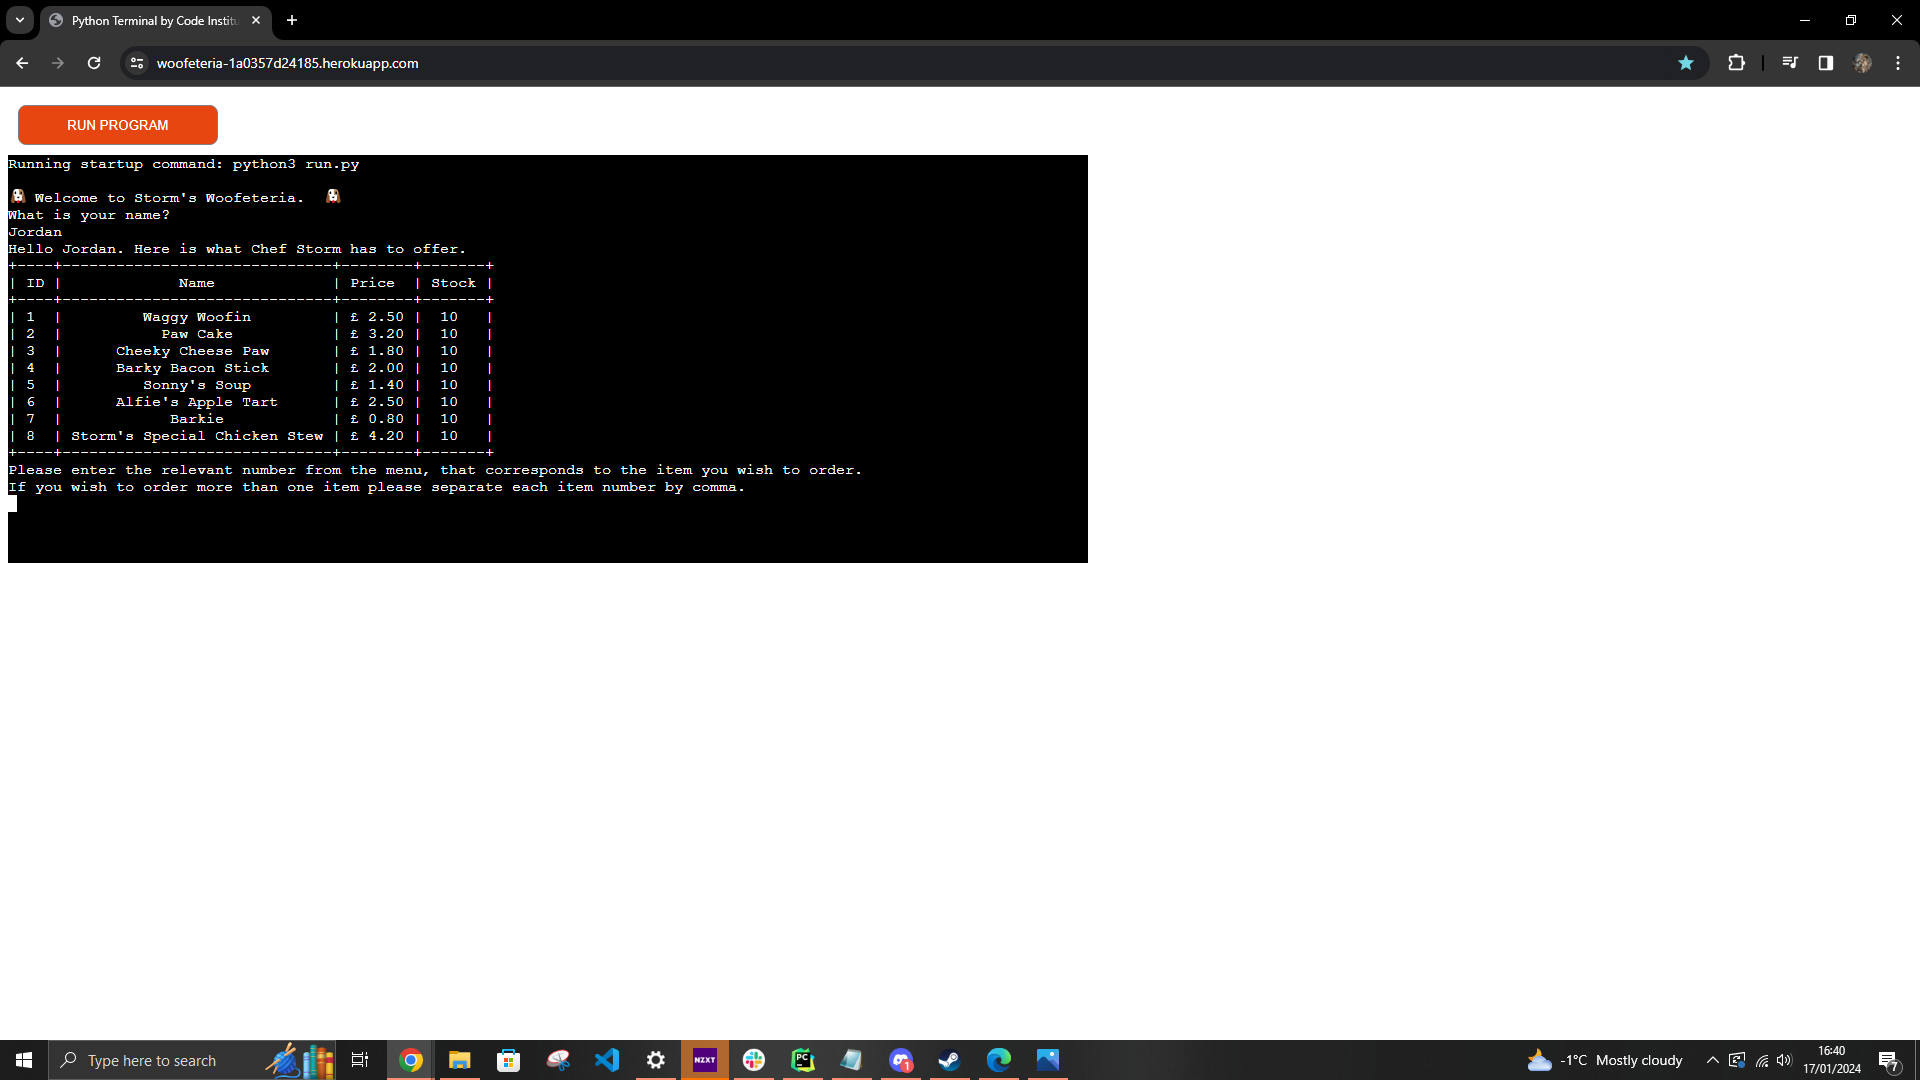 Python Terminal by Code Institu
woofeteria-1a0357d24185.herokuapp.com
RUN PROGRAM
Running startup command: python3 run.py
Welcome to Storm's Woofeteria.
What is your name?
Jordan
Hello Jordan. Here is what Chef Storm has to offer.
+----+------------------------------+--------+-------+
| ID |             Name             | Price  | Stock |
+----+------------------------------+--------+-------+
| 1  |         Waggy Woofin         | £ 2.50 |  10   |
| 2  |           Paw Cake           | £ 3.20 |  10   |
| 3  |      Cheeky Cheese Paw       | £ 1.80 |  10   |
| 4  |      Barky Bacon Stick       | £ 2.00 |  10   |
| 5  |         Sonny's Soup         | £ 1.40 |  10   |
| 6  |      Alfie's Apple Tart      | £ 2.50 |  10   |
| 7  |            Barkie            | £ 0.80 |  10   |
| 8  | Storm's Special Chicken Stew | £ 4.20 |  10   |
+----+------------------------------+--------+-------+
Please enter the relevant number from the menu, that corresponds to the item you wish to order.
If you wish to order more than one item please separate each item number by comma.
Type here to search
NZXT
PC
1
-1°C Mostly cloudy
16:40
17/01/2024
7